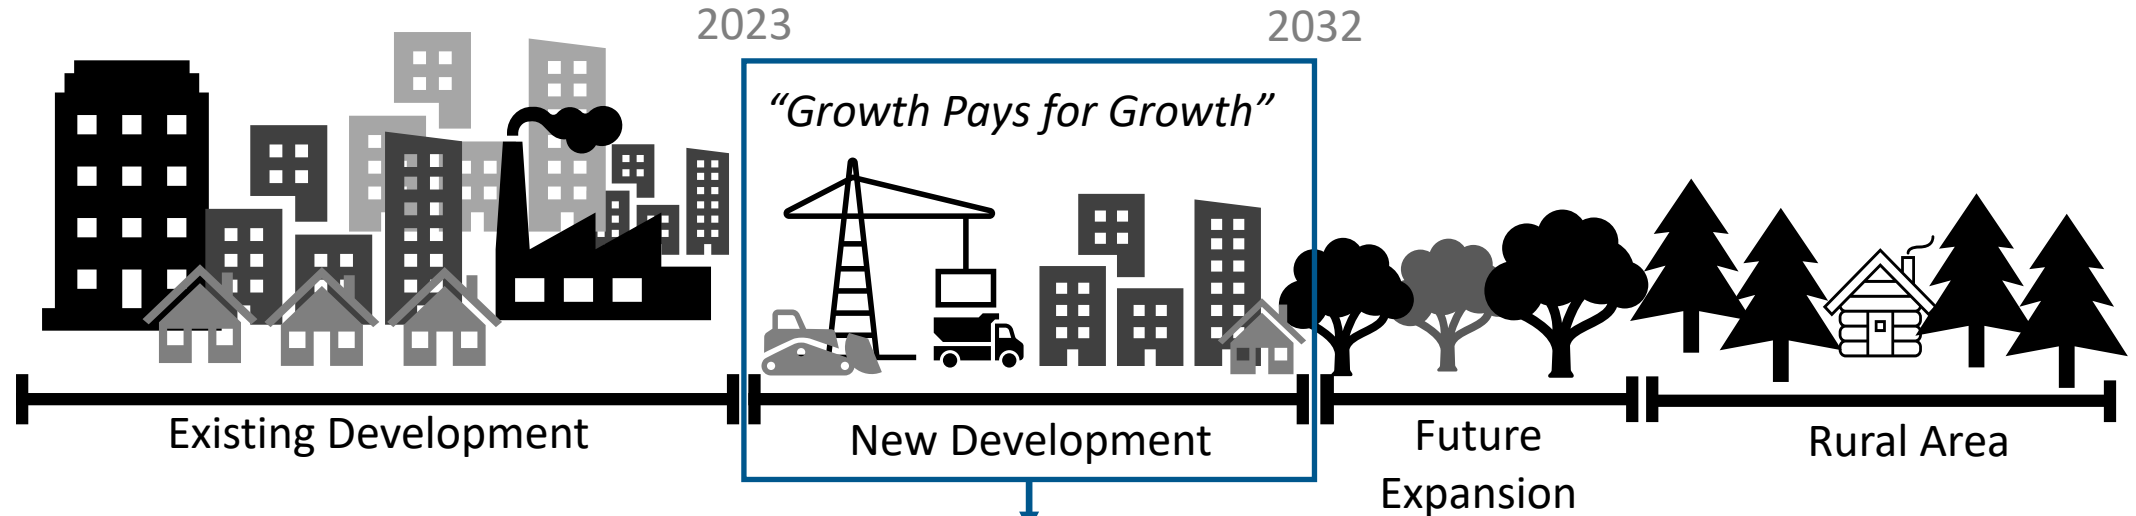 2023
2032
“Growth Pays for Growth”
Existing Development
New Development
Future
Expansion
Rural Area